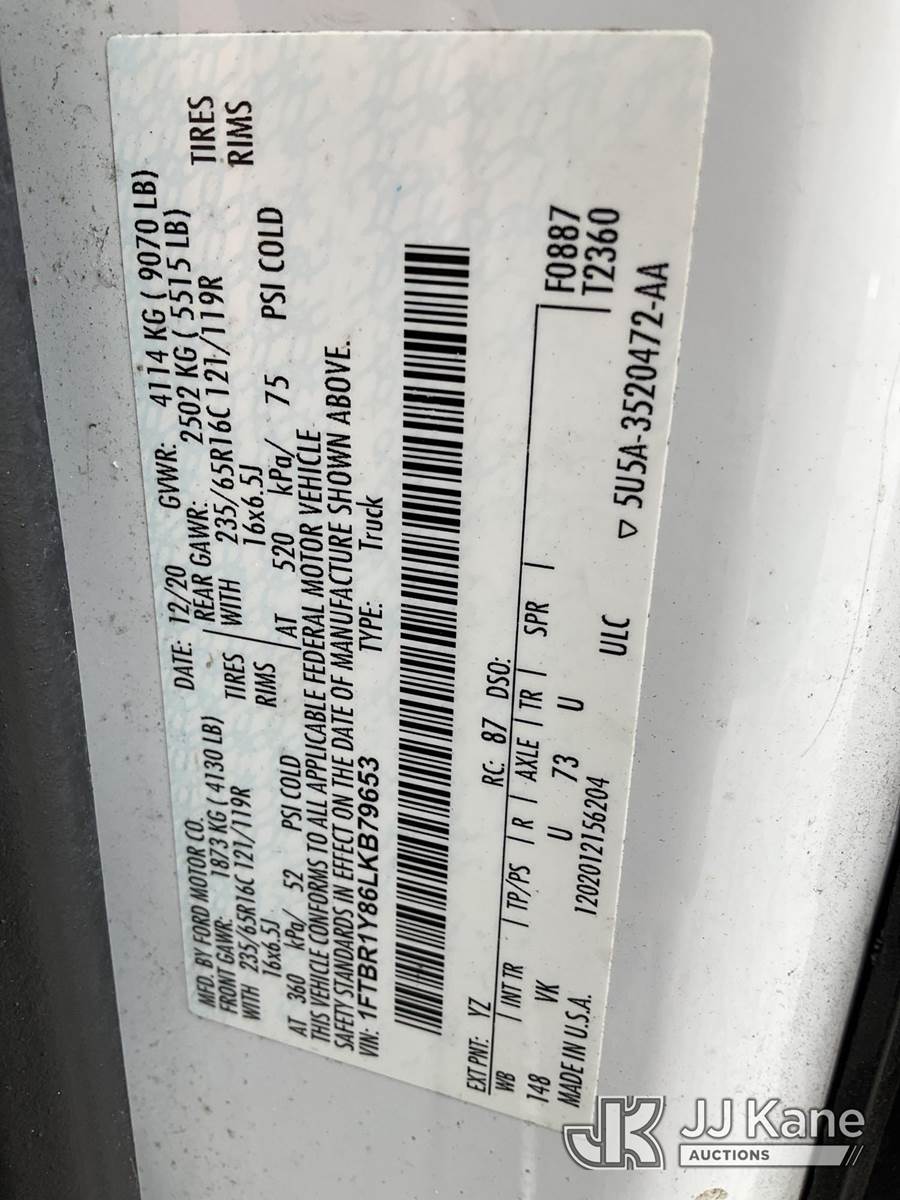 MFD. BY FORD MOTOR CO. DATE: 12/20 GVWR: 4114 KG ( 9070 LB)
FRONT GAWR: 1873 KG ( 4130 LB) REAR GAWR: 2502 KG ( 5515 LB)
WITH 235/65R16C 121/119R TIRES WITH 235/65R16C 121/119R TIRES
16x6.5J RIMS 16x6.5J RIMS
AT 360 kPa/ 52 PSI COLD AT 520 kPa/ 75 PSI COLD
THIS VEHICLE CONFORMS TO ALL APPLICABLE FEDERAL MOTOR VEHICLE
SAFETY STANDARDS IN EFFECT ON THE DATE OF MANUFACTURE SHOWN ABOVE.
VIN: 1FTBR1Y86LKB79653 TYPE: Truck
EXT PNT: YZ RC: 87 DSO:
WB INT TR TP/PS R AXLE TR SPR F0887
148 VK U 73 U T2360
MADE IN U.S.A. 1202012156204 ULC 5U5A-3520472-AA
JK JJ Kane
AUCTIONS